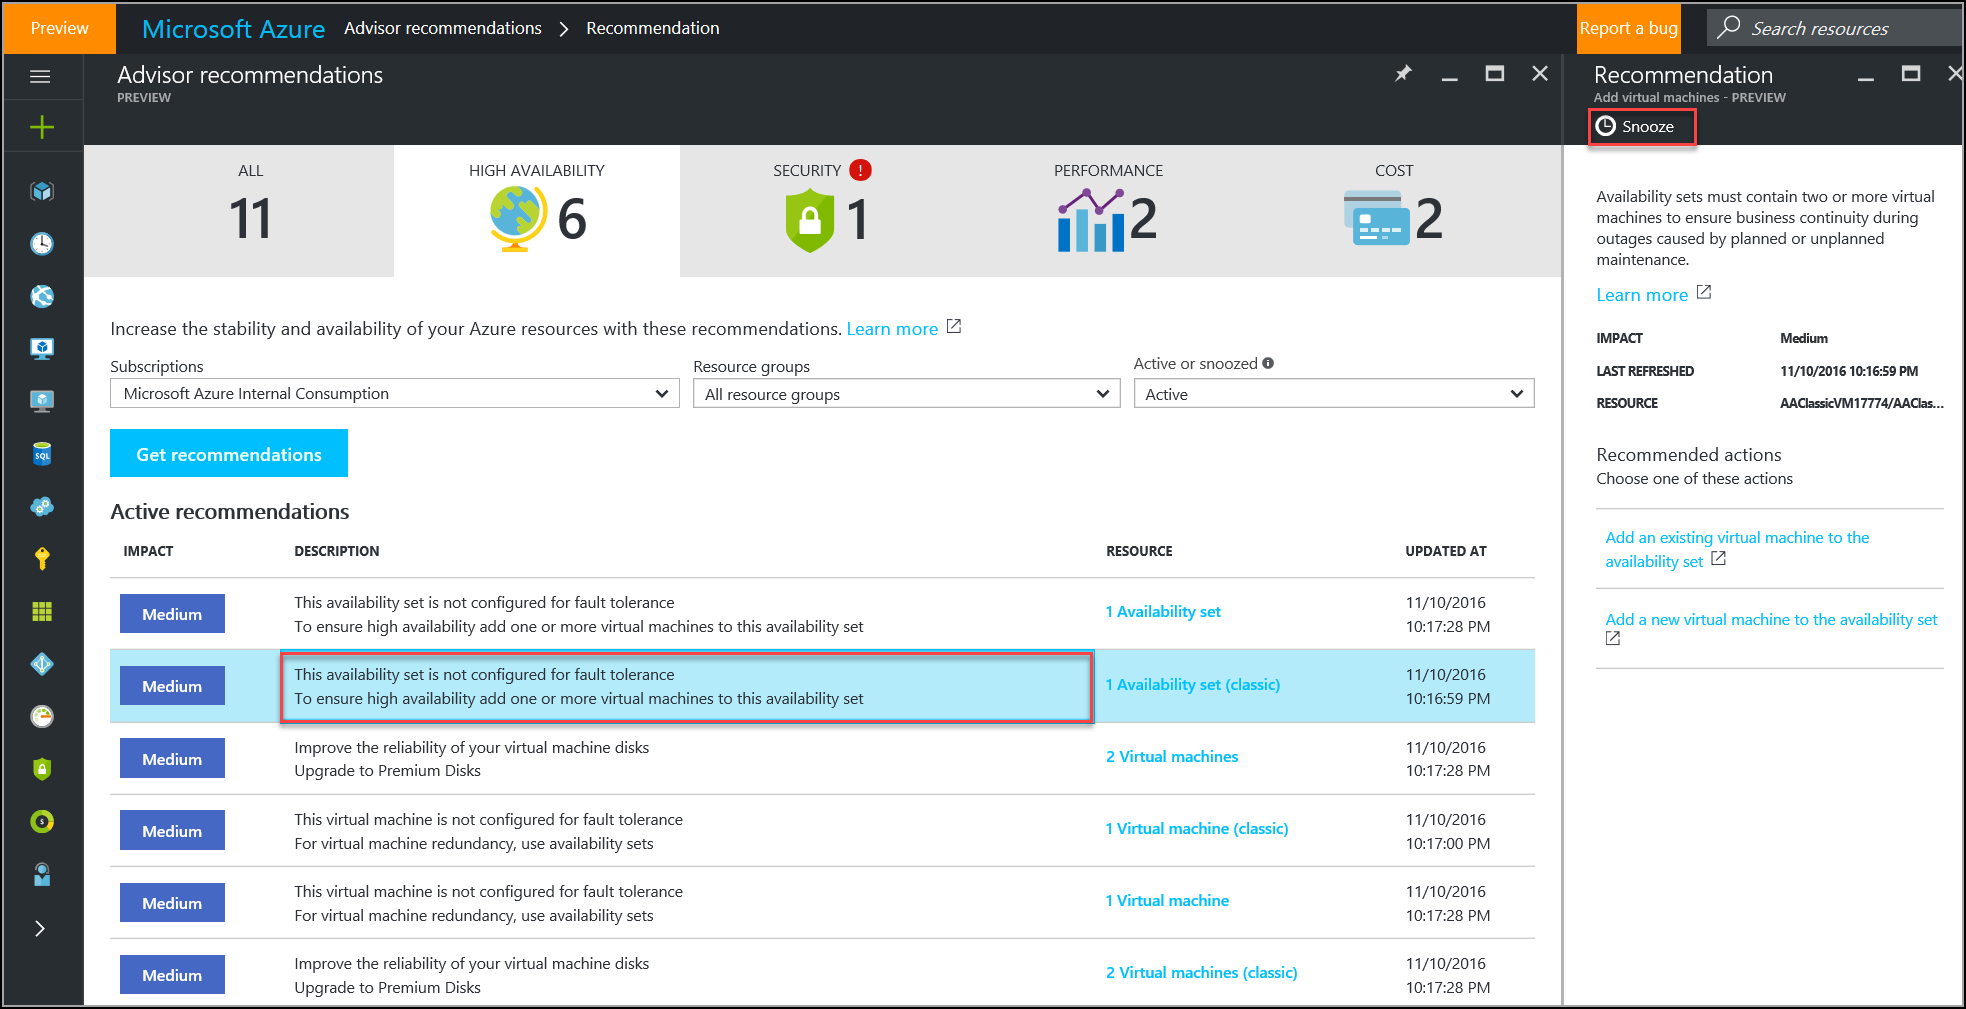 Preview
Microsoft Azure
Advisor recommendations
Recommendation
Report a bug
Search resources
Advisor recommendations
PREVIEW
Recommendation
Add virtual machines - PREVIEW
Snooze
ALL
11
HIGH AVAILABILITY
6
SECURITY !
1
PERFORMANCE
2
COST
2
Increase the stability and availability of your Azure resources with these recommendations. Learn more
Subscriptions
Microsoft Azure Internal Consumption
Resource groups
All resource groups
Active or snoozed
Active
Get recommendations
Active recommendations
IMPACT DESCRIPTION RESOURCE UPDATED AT
Medium
This availability set is not configured for fault tolerance
To ensure high availability add one or more virtual machines to this availability set
1 Availability set
11/10/2016
10:17:28 PM
Medium
This availability set is not configured for fault tolerance
To ensure high availability add one or more virtual machines to this availability set
1 Availability set (classic)
11/10/2016
10:16:59 PM
Medium
Improve the reliability of your virtual machine disks
Upgrade to Premium Disks
2 Virtual machines
11/10/2016
10:17:28 PM
Medium
This virtual machine is not configured for fault tolerance
For virtual machine redundancy, use availability sets
1 Virtual machine (classic)
11/10/2016
10:17:00 PM
Medium
This virtual machine is not configured for fault tolerance
For virtual machine redundancy, use availability sets
1 Virtual machine
11/10/2016
10:17:28 PM
Medium
Improve the reliability of your virtual machine disks
Upgrade to Premium Disks
2 Virtual machines (classic)
11/10/2016
10:17:28 PM
Availability sets must contain two or more virtual
machines to ensure business continuity during
outages caused by planned or unplanned
maintenance.
Learn more
IMPACT Medium
LAST REFRESHED 11/10/2016 10:16:59 PM
RESOURCE AAClassicVM17774/AAClas...
Recommended actions
Choose one of these actions
Add an existing virtual machine to the
availability set
Add a new virtual machine to the availability set
SQL
$